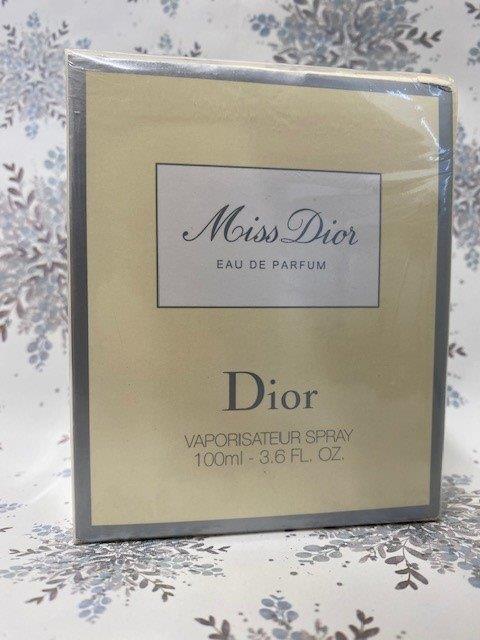 Miss Dior
EAU DE PARFUM
Dior
VAPORISATEUR SPRAY
100ml - 3.6 FL. OZ.